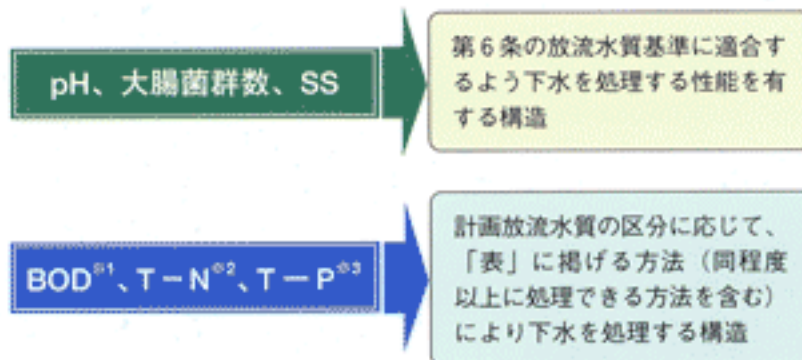 pH、大腸菌群数、SS
第6条の放流水質基準に適合す
るよう下水を処理する性能を有
する構造
BOD※1、T－N※2、T－P※3
計画放流水質の区分に応じて、
「表」に掲げる方法（同程度
以上に処理できる方法を含む）
により下水を処理する構造